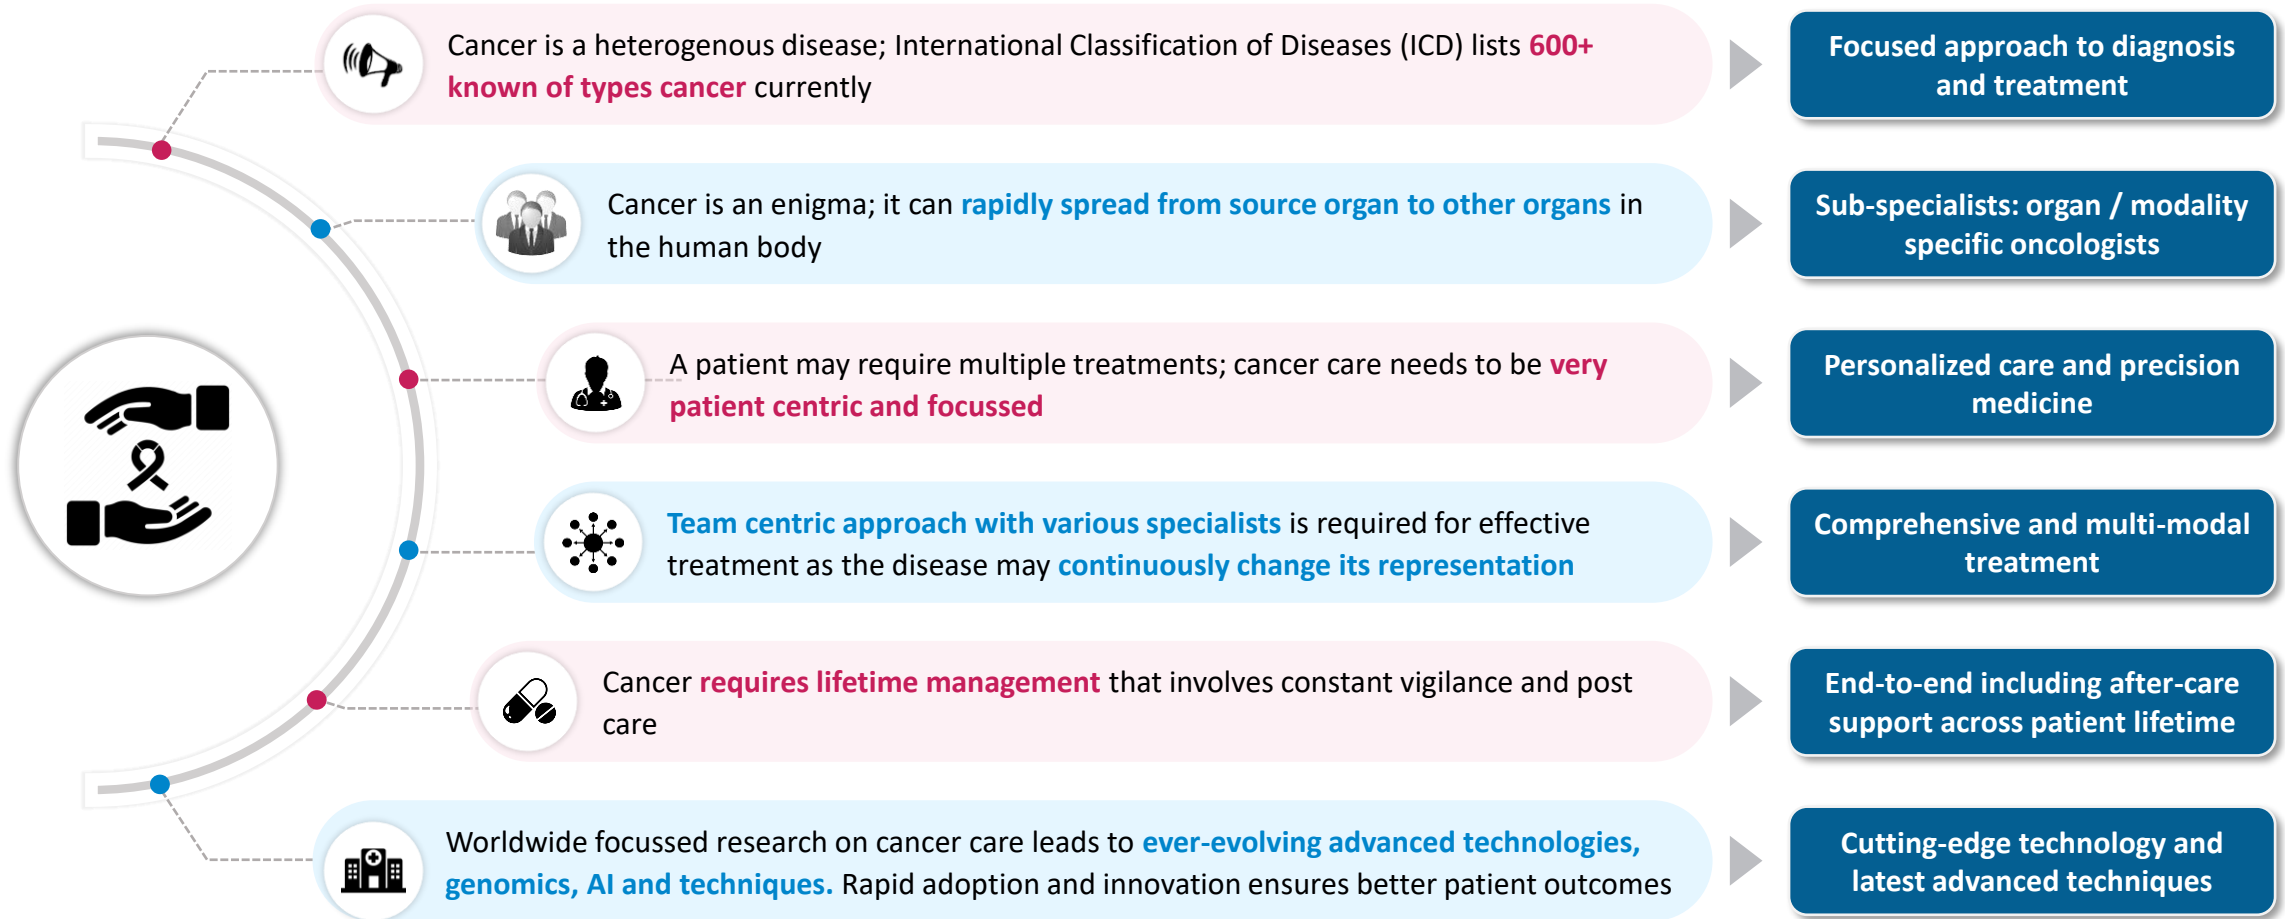 Cancer is a heterogenous disease; International Classification of Diseases (ICD) lists 600+
known of types cancer currently
Focused approach to diagnosis
and treatment
Cancer is an enigma; it can rapidly spread from source organ to other organs in
the human body
Sub-specialists: organ / modality
specific oncologists
A patient may require multiple treatments; cancer care needs to be very
patient centric and focussed
Personalized care and precision
medicine
Team centric approach with various specialists is required for effective
treatment as the disease may continuously change its representation
Comprehensive and multi-modal
treatment
Cancer requires lifetime management that involves constant vigilance and post
care
End-to-end including after-care
support across patient lifetime
Worldwide focussed research on cancer care leads to ever-evolving advanced technologies,
genomics, AI and techniques. Rapid adoption and innovation ensures better patient outcomes
Cutting-edge technology and
latest advanced techniques